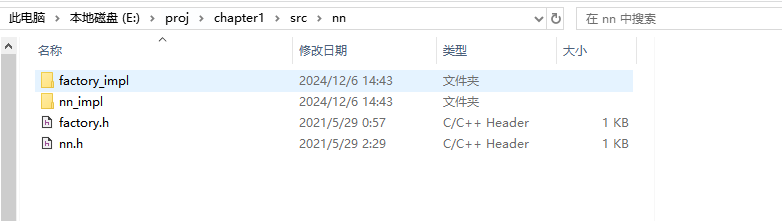 此电脑 › 本地磁盘 (E:) › proj › chapter1 › src › nn 在 nn 中搜索
名称 修改日期 类型 大小
factory_impl 2024/12/6 14:43 文件夹
nn_impl 2024/12/6 14:43 文件夹
factory.h 2021/5/29 0:57 C/C++ Header 1 KB
nn.h 2021/5/29 2:29 C/C++ Header 1 KB